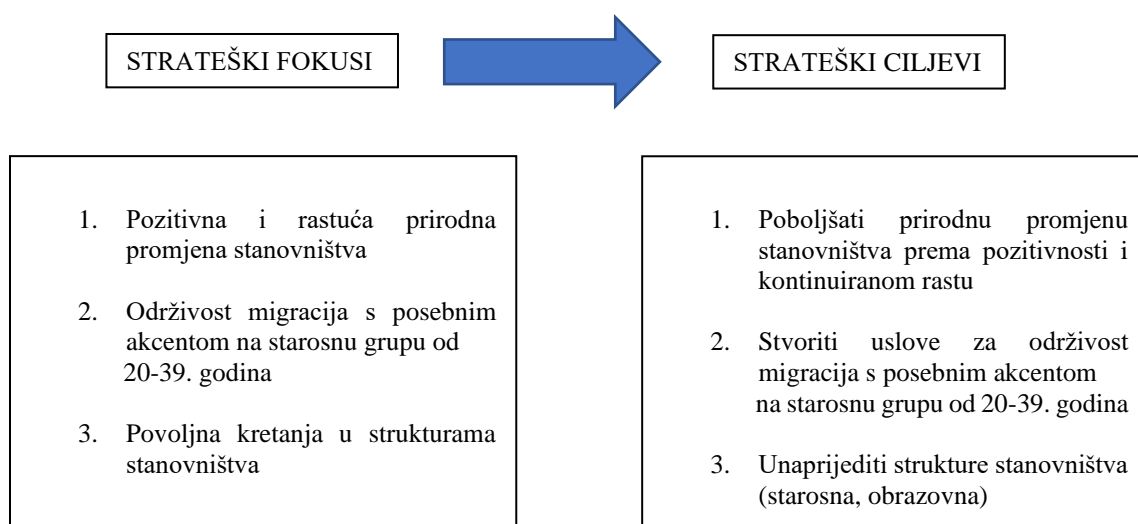 STRATEŠKI FOKUSI
STRATEŠKI CILJEVI
1. Pozitivna i rastuća prirodna
promjena stanovništva
2. Održivost migracija s posebnim
akcentom na starosnu grupu od
20-39. godina
3. Povoljna kretanja u strukturama
stanovništva
1. Poboljšati prirodnu promjenu
stanovništva prema pozitivnosti i
kontinuiranom rastu
2. Stvoriti uslove za održivost
migracija s posebnim akcentom
na starosnu grupu od 20-39. godina
3. Unaprijediti strukture stanovništva
(starosna, obrazovna)